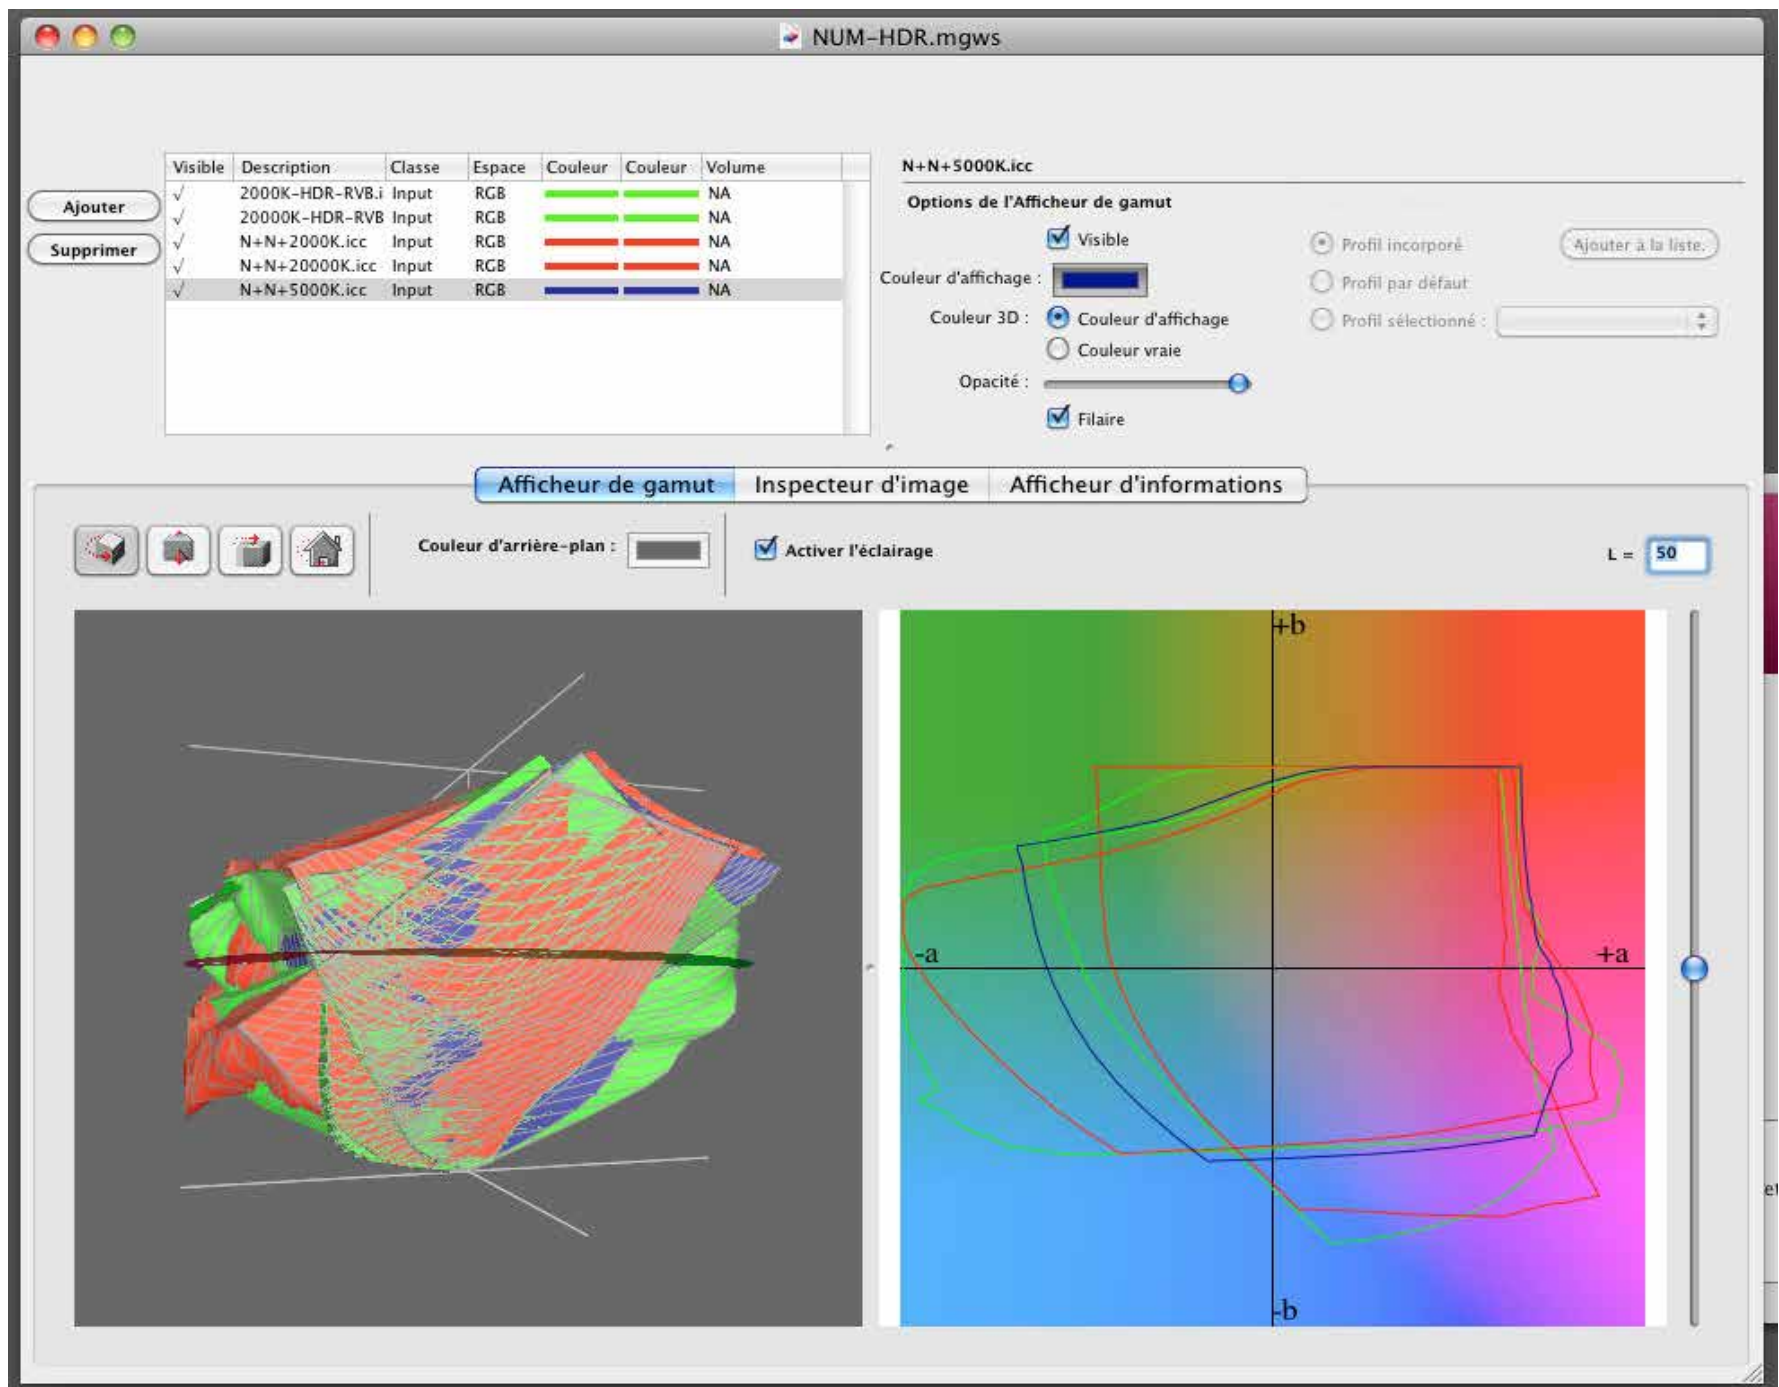 NUM-HDR.mgws
Visible Description Classe Espace Couleur Couleur Volume
√ 2000K-HDR-RVB.i Input RGB NA
√ 20000K-HDR-RVB Input RGB NA
√ N+N+2000K.icc Input RGB NA
√ N+N+20000K.icc Input RGB NA
√ N+N+5000K.icc Input RGB NA
Ajouter
Supprimer
N+N+5000K.icc
Options de l'Afficheur de gamut
Visible
Couleur d'affichage :
Couleur 3D : Couleur d'affichage
Couleur vraie
Opacité :
Filaire
Profil incorporé
Ajouter à la liste.
Profil par défaut
Profil sélectionné :
Afficheur de gamut Inspecteur d'image Afficheur d'informations
Couleur d'arrière-plan :
Activer l'éclairage
L = 50
+b
-a
+a
-b